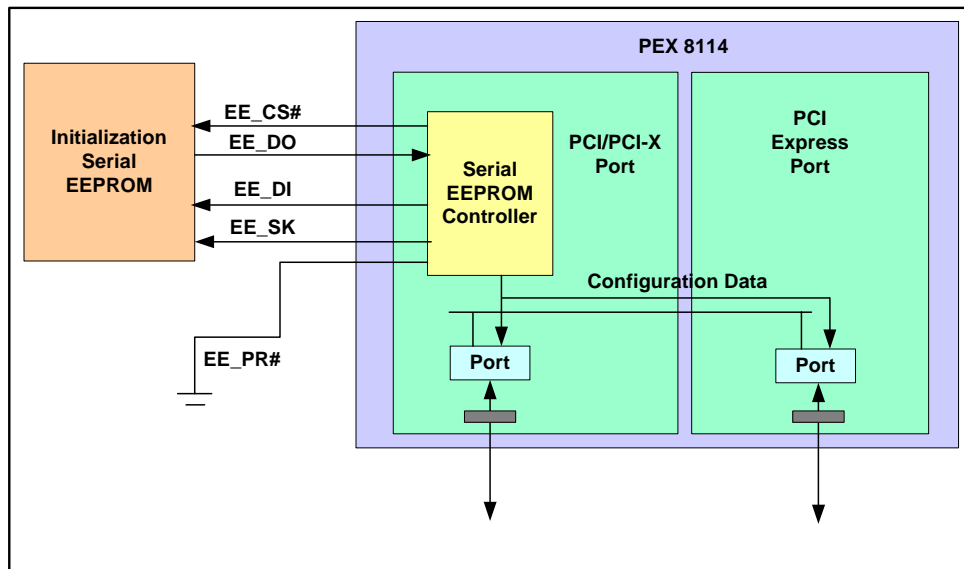 PEX 8114
Initialization
Serial
EEPROM
EE_CS#
EE_DO
EE_DI
EE_SK
EE_PR#
Serial
EEPROM
Controller
PCI/PCI-X
Port
PCI
Express
Port
Configuration Data
Port
Port